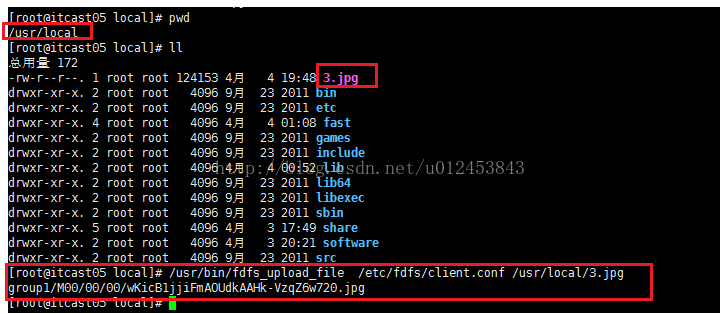 [root@itcast05 local]# pwd
/usr/local
[root@itcast05 local]# ll
总用量 172
-rw-r--r--. 1 root root 124153 4月   4 19:48 3.jpg
drwxr-xr-x. 2 root root   4096 9月  23 2011 bin
drwxr-xr-x. 2 root root   4096 9月  23 2011 etc
drwxr-xr-x. 4 root root   4096 4月   4 01:08 fast
drwxr-xr-x. 2 root root   4096 9月  23 2011 games
drwxr-xr-x. 2 root root   4096 9月  23 2011 include
drwxr-xr-x. 2 root root   4096 4月   4 00:52 lib
drwxr-xr-x. 2 root root   4096 9月  23 2011 lib64
drwxr-xr-x. 2 root root   4096 9月  23 2011 libexec
drwxr-xr-x. 2 root root   4096 9月  23 2011 sbin
drwxr-xr-x. 5 root root   4096 4月   3 17:49 share
drwxr-xr-x. 2 root root   4096 4月   3 20:21 software
drwxr-xr-x. 2 root root   4096 9月  23 2011 src
[root@itcast05 local]# /usr/bin/fdfs_upload_file  /etc/fdfs/client.conf /usr/local/3.jpg
group1/M00/00/00/wKicB1jjiFmAOUdkAAHk-VzqZ6w720.jpg
[root@itcast05 local]#
http://blog.csdn.net/u012453843